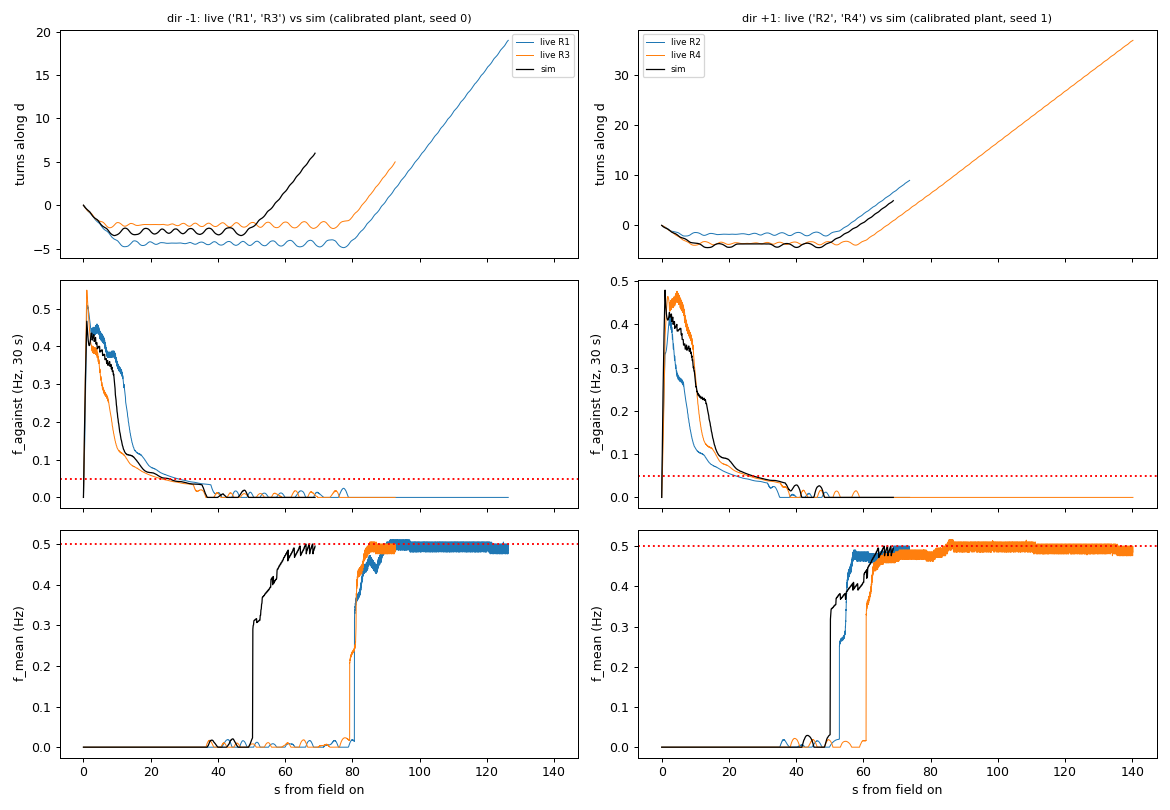 dir -1: live ('R1', 'R3') vs sim (calibrated plant, seed 0)
turns along d
20
15
10
5
0
−5
live R1
live R3
sim
dir +1: live ('R2', 'R4') vs sim (calibrated plant, seed 1)
turns along d
30
20
10
0
live R2
live R4
sim
f_against (Hz, 30 s)
0.5
0.4
0.3
0.2
0.1
0.0
f_against (Hz, 30 s)
0.5
0.4
0.3
0.2
0.1
0.0
f_mean (Hz)
0.5
0.4
0.3
0.2
0.1
0.0
0 20 40 60 80 100 120 140
s from field on
f_mean (Hz)
0.5
0.4
0.3
0.2
0.1
0.0
0 20 40 60 80 100 120 140
s from field on